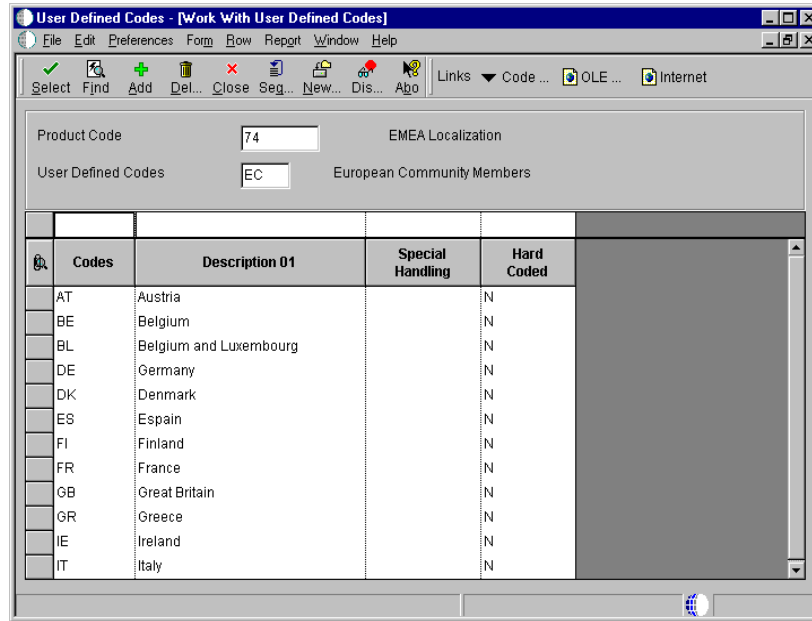 User Defined Codes - [Work With User Defined Codes]
File Edit Preferences Form Row Report Window Help
Select Find Add Del... Close Seq... New... Dis... Abo Links Code ... OLE ... Internet
Product Code 74 EMEA Localization
User Defined Codes EC European Community Members
Codes Description 01 Special Handling Hard Coded
AT Austria N
BE Belgium N
BL Belgium and Luxembourg N
DE Germany N
DK Denmark N
ES Espain N
FI Finland N
FR France N
GB Great Britain N
GR Greece N
IE Ireland N
IT Italy N